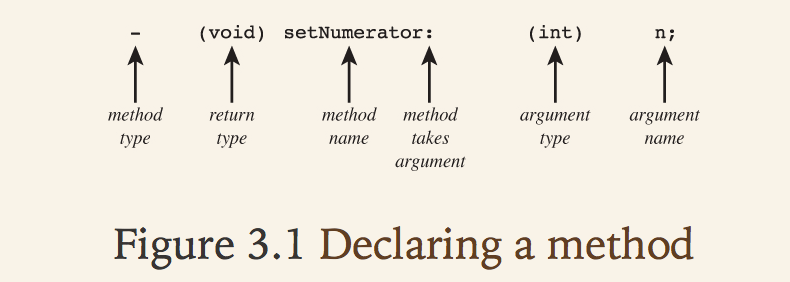 - (void) setNumerator: (int) n;
method return method method argument argument
type type name takes type name
argument
Figure 3.1 Declaring a method